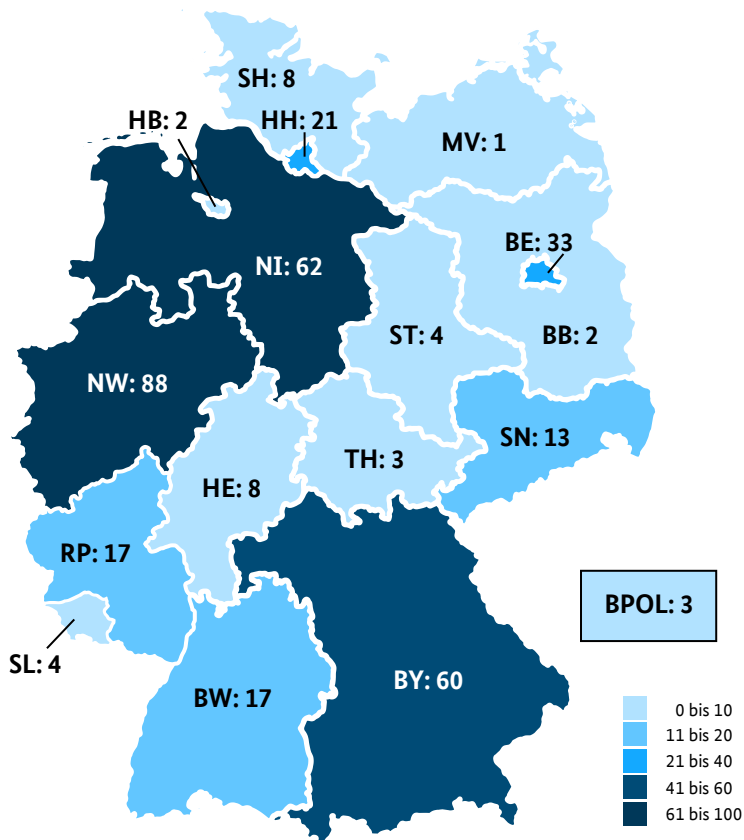 SH: 8
HB: 2
HH: 21
MV: 1
BE: 33
NI: 62
ST: 4
BB: 2
NW: 88
SN: 13
TH: 3
HE: 8
RP: 17
BPOL: 3
SL: 4
BY: 60
BW: 17
0 bis 10
11 bis 20
21 bis 40
41 bis 60
61 bis 100